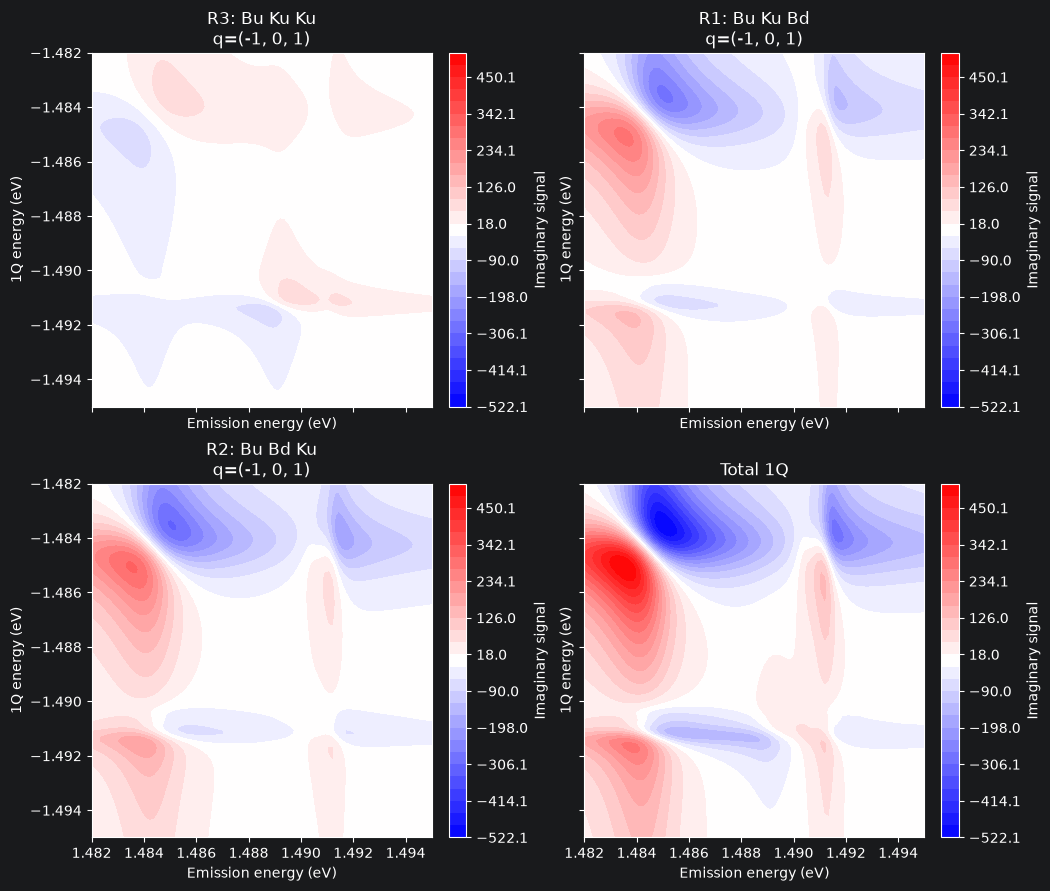 R3: Bu Ku Ku
q=(-1, 0, 1)
R1: Bu Ku Bd
q=(-1, 0, 1)
−1.482
−1.484
−1.486
−1.488
−1.490
−1.492
−1.494
1Q energy (eV)
Emission energy (eV)
450.1
342.1
234.1
126.0
18.0
−90.0
−198.0
−306.1
−414.1
−522.1
Imaginary signal
1Q energy (eV)
Emission energy (eV)
450.1
342.1
234.1
126.0
18.0
−90.0
−198.0
−306.1
−414.1
−522.1
Imaginary signal
R2: Bu Bd Ku
q=(-1, 0, 1)
Total 1Q
−1.482
−1.484
−1.486
−1.488
−1.490
−1.492
−1.494
1Q energy (eV)
1.482 1.484 1.486 1.488 1.490 1.492 1.494
Emission energy (eV)
450.1
342.1
234.1
126.0
18.0
−90.0
−198.0
−306.1
−414.1
−522.1
Imaginary signal
1Q energy (eV)
1.482 1.484 1.486 1.488 1.490 1.492 1.494
Emission energy (eV)
450.1
342.1
234.1
126.0
18.0
−90.0
−198.0
−306.1
−414.1
−522.1
Imaginary signal